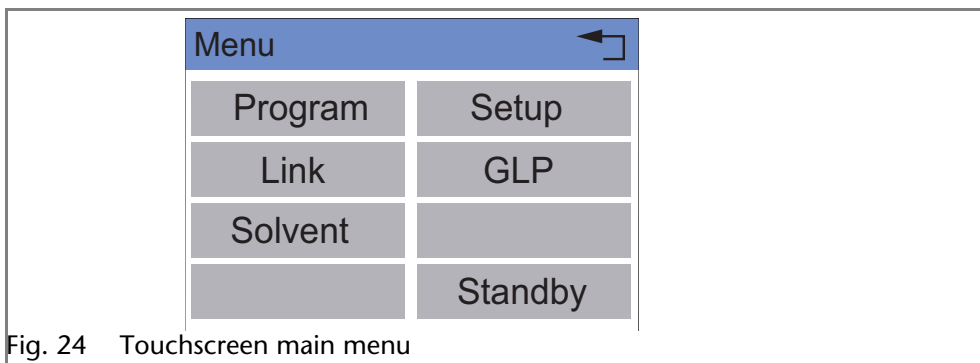 Menu
Program Setup
Link GLP
Solvent
Standby
Fig. 24 Touchscreen main menu